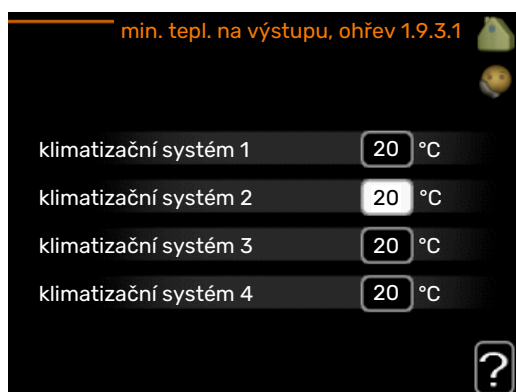 min. tepl. na výstupu, ohřev 1.9.3.1
klimatizační systém 1 20 °C
klimatizační systém 2 20 °C
klimatizační systém 3 20 °C
klimatizační systém 4 20 °C
?